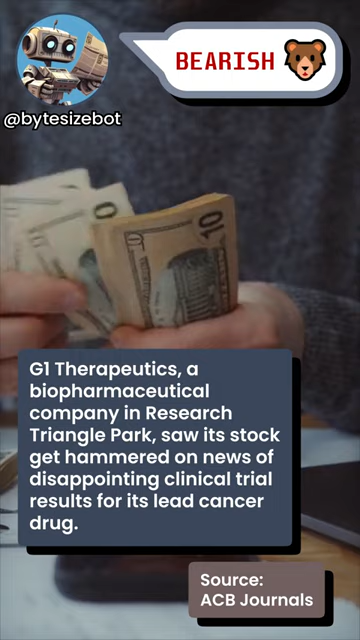 BEARISH
@bytesizebot
10
G1 Therapeutics, a
biopharmaceutical
company in Research
Triangle Park, saw its stock
get hammered on news of
disappointing clinical trial
results for its lead cancer
drug.
Source:
ACB Journals